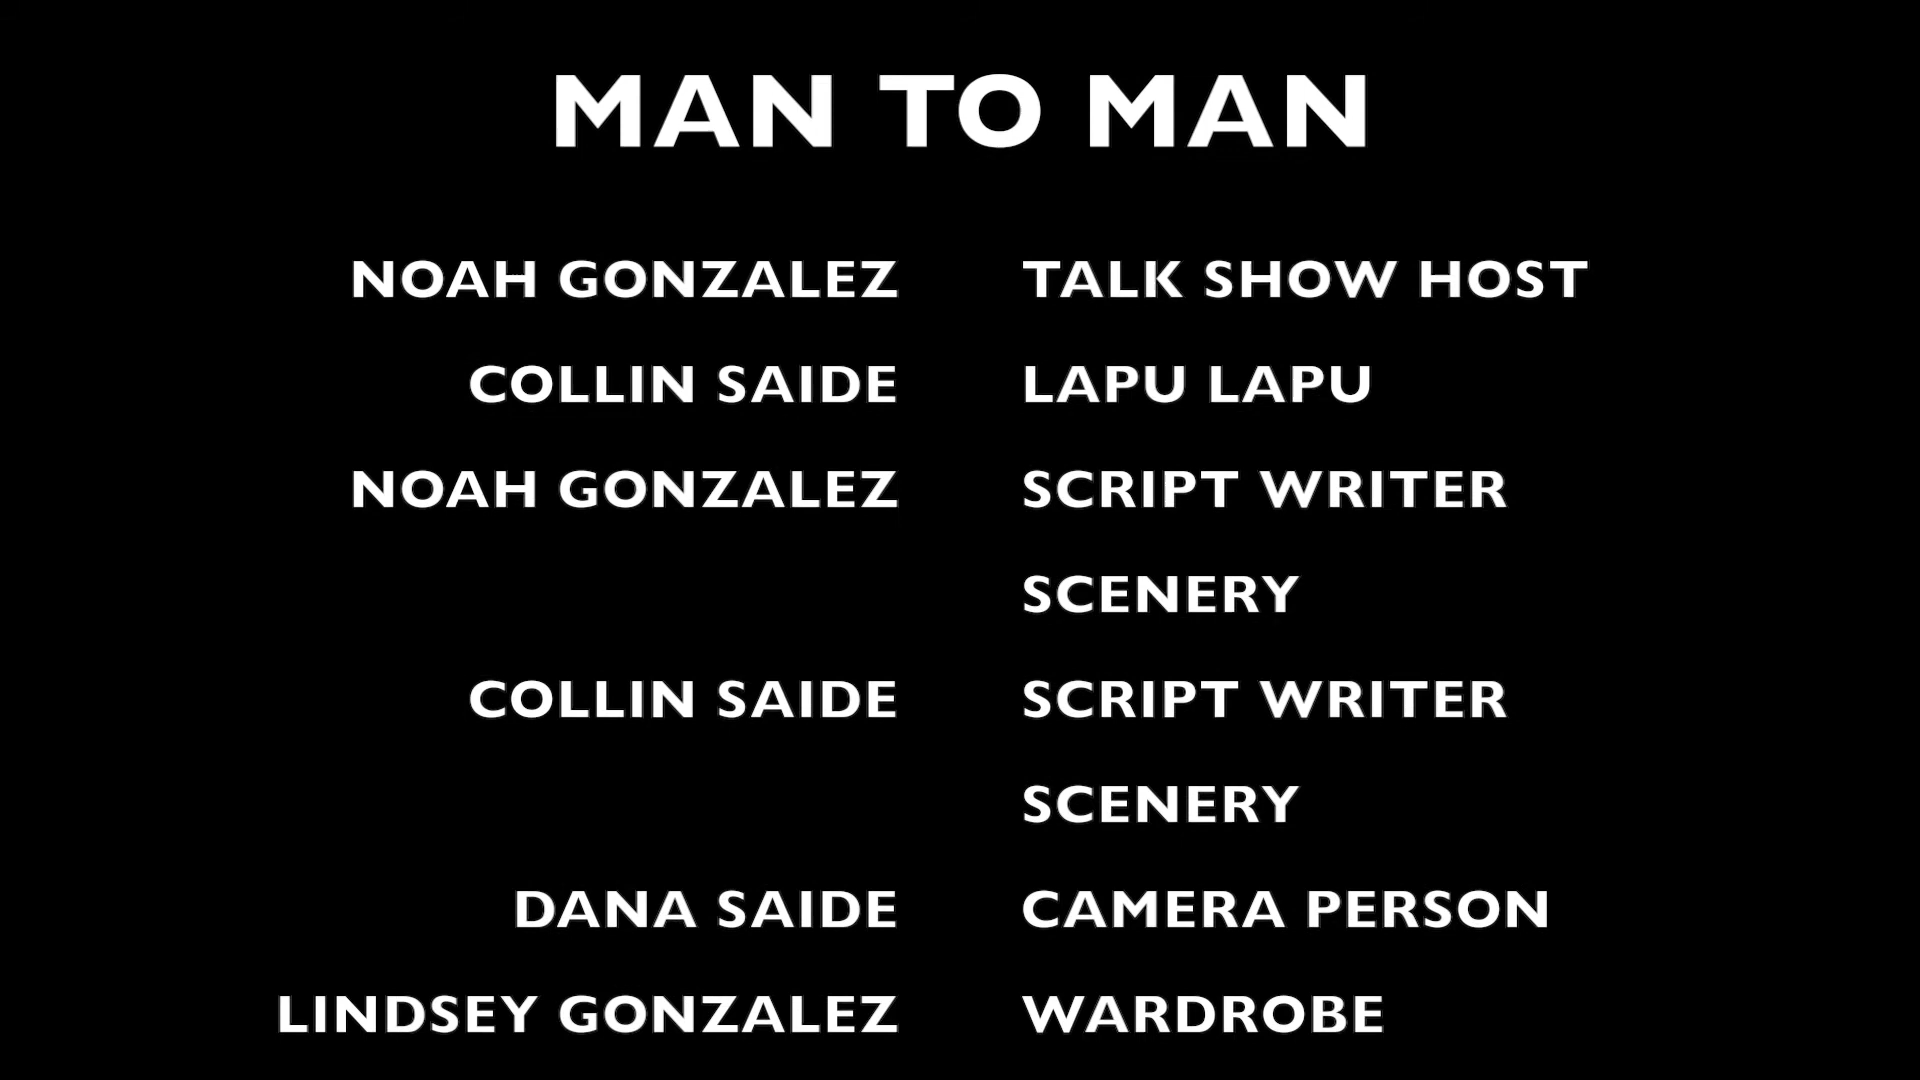 MAN TO MAN
NOAH GONZALEZ TALK SHOW HOST
COLLIN SAIDE LAPU LAPU
NOAH GONZALEZ SCRIPT WRITER
SCENERY
COLLIN SAIDE SCRIPT WRITER
SCENERY
DANA SAIDE CAMERA PERSON
LINDSEY GONZALEZ WARDROBE